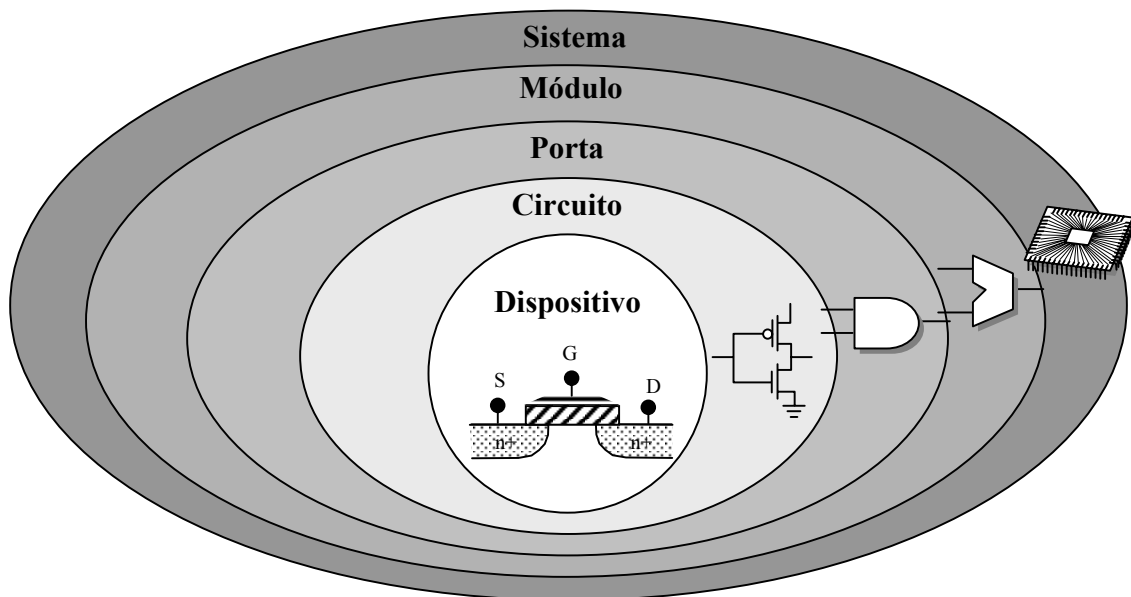 Sistema
Módulo
Porta
Circuito
Dispositivo
G
S
D
n+
n+